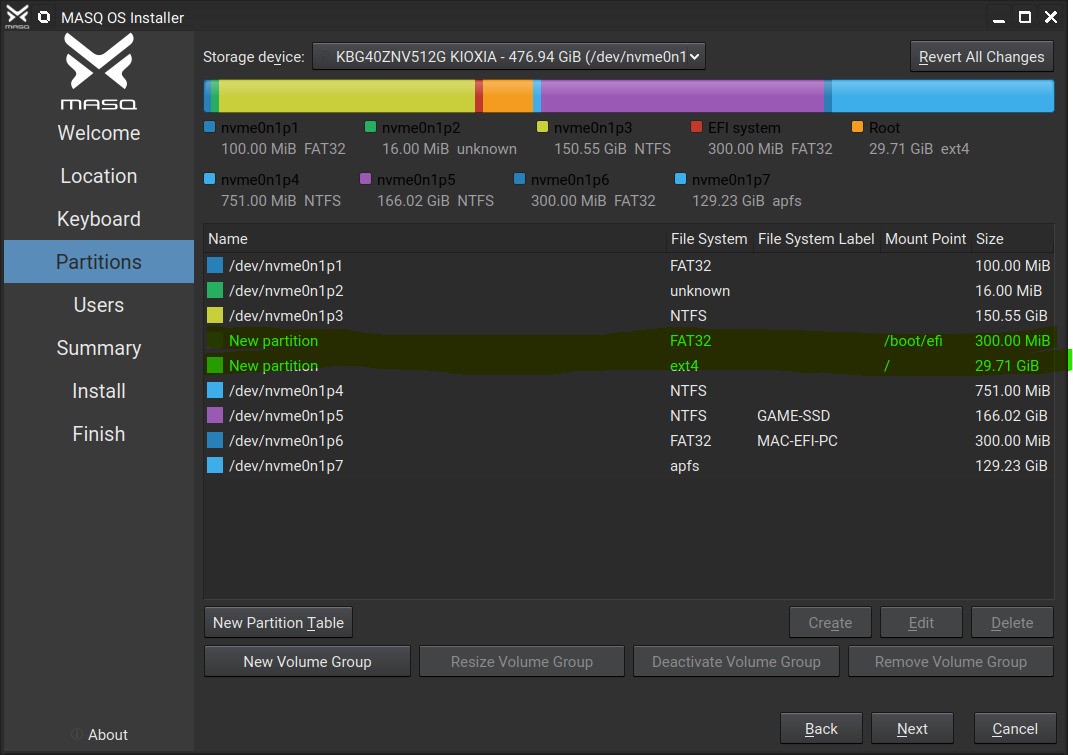 MASQ
MASQ OS Installer
MASQ
Welcome
Location
Keyboard
Partitions
Users
Summary
Install
Finish
About
Storage device: KBG40ZNV512G KIOXIA - 476.94 GiB (/dev/nvme0n1 Revert All Changes
nvme0n1p1 nvme0n1p2 nvme0n1p3 EFI system Root
100.00 MiB FAT32 16.00 MiB unknown 150.55 GiB NTFS 300.00 MiB FAT32 29.71 GiB ext4
nvme0n1p4 nvme0n1p5 nvme0n1p6 nvme0n1p7
751.00 MiB NTFS 166.02 GiB NTFS 300.00 MiB FAT32 129.23 GiB apfs
Name File System File System Label Mount Point Size
/dev/nvme0n1p1 FAT32 100.00 MiB
/dev/nvme0n1p2 unknown 16.00 MiB
/dev/nvme0n1p3 NTFS 150.55 GiB
New partition FAT32 /boot/efi 300.00 MiB
New partition ext4 / 29.71 GiB
/dev/nvme0n1p4 NTFS 751.00 MiB
/dev/nvme0n1p5 NTFS GAME-SSD 166.02 GiB
/dev/nvme0n1p6 FAT32 MAC-EFI-PC 300.00 MiB
/dev/nvme0n1p7 apfs 129.23 GiB
New Partition Table Create Edit Delete
New Volume Group Resize Volume Group Deactivate Volume Group Remove Volume Group
Back Next Cancel